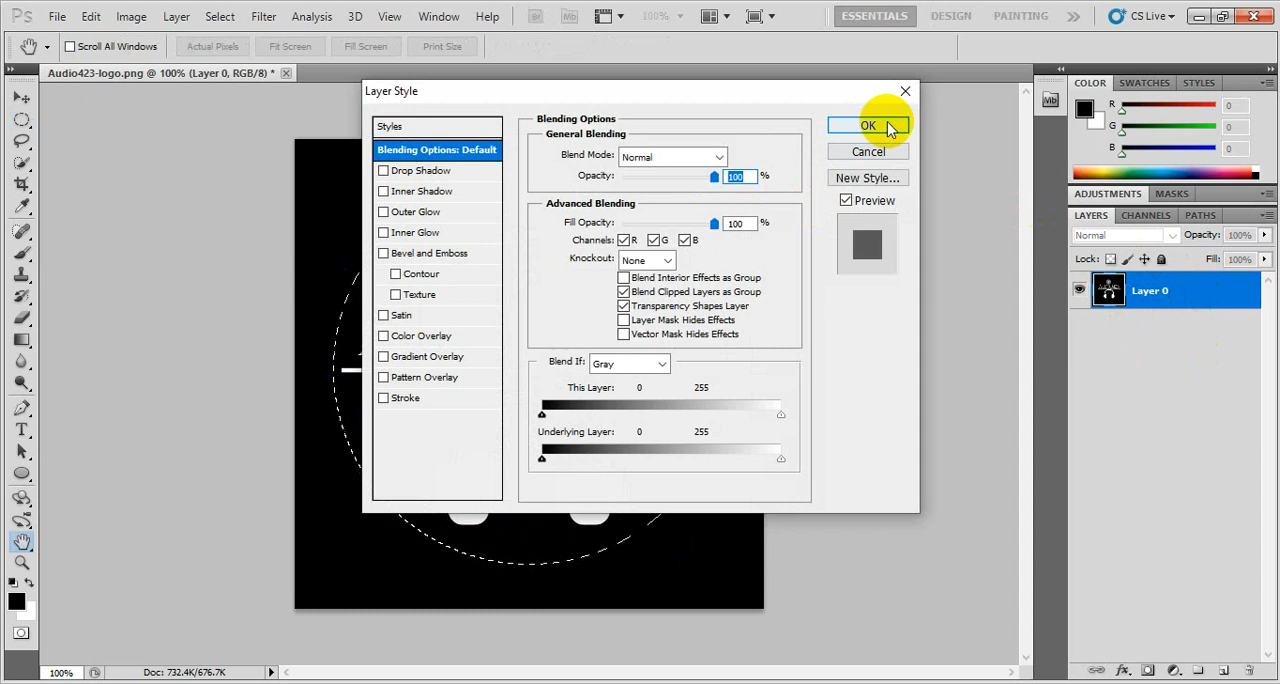 Ps File Edit Image Layer Select Filter Analysis 3D View Window Help Br Mb 100% ESSENTIALS DESIGN PAINTING CS Live
Scroll All Windows Actual Pixels Fit Screen Fill Screen Print Size
Audio423-logo.png @ 100% (Layer 0, RGB/8) *
Layer Style
Styles
Blending Options: Default
Drop Shadow
Inner Shadow
Outer Glow
Inner Glow
Bevel and Emboss
Contour
Texture
Satin
Color Overlay
Gradient Overlay
Pattern Overlay
Stroke
Blending Options
General Blending
Blend Mode: Normal
Opacity: 100 %
Advanced Blending
Fill Opacity: 100 %
Channels: R G B
Knockout: None
Blend Interior Effects as Group
Blend Clipped Layers as Group
Transparency Shapes Layer
Layer Mask Hides Effects
Vector Mask Hides Effects
Blend If: Gray
This Layer: 0 255
Underlying Layer: 0 255
OK
Cancel
New Style...
Preview
Mb
COLOR SWATCHES STYLES
R 0
G 0
B 0
ADJUSTMENTS MASKS
LAYERS CHANNELS PATHS
Normal Opacity: 100%
Lock: Fill: 100%
Layer 0
T
100% Doc: 732.4K/676.7K
fx